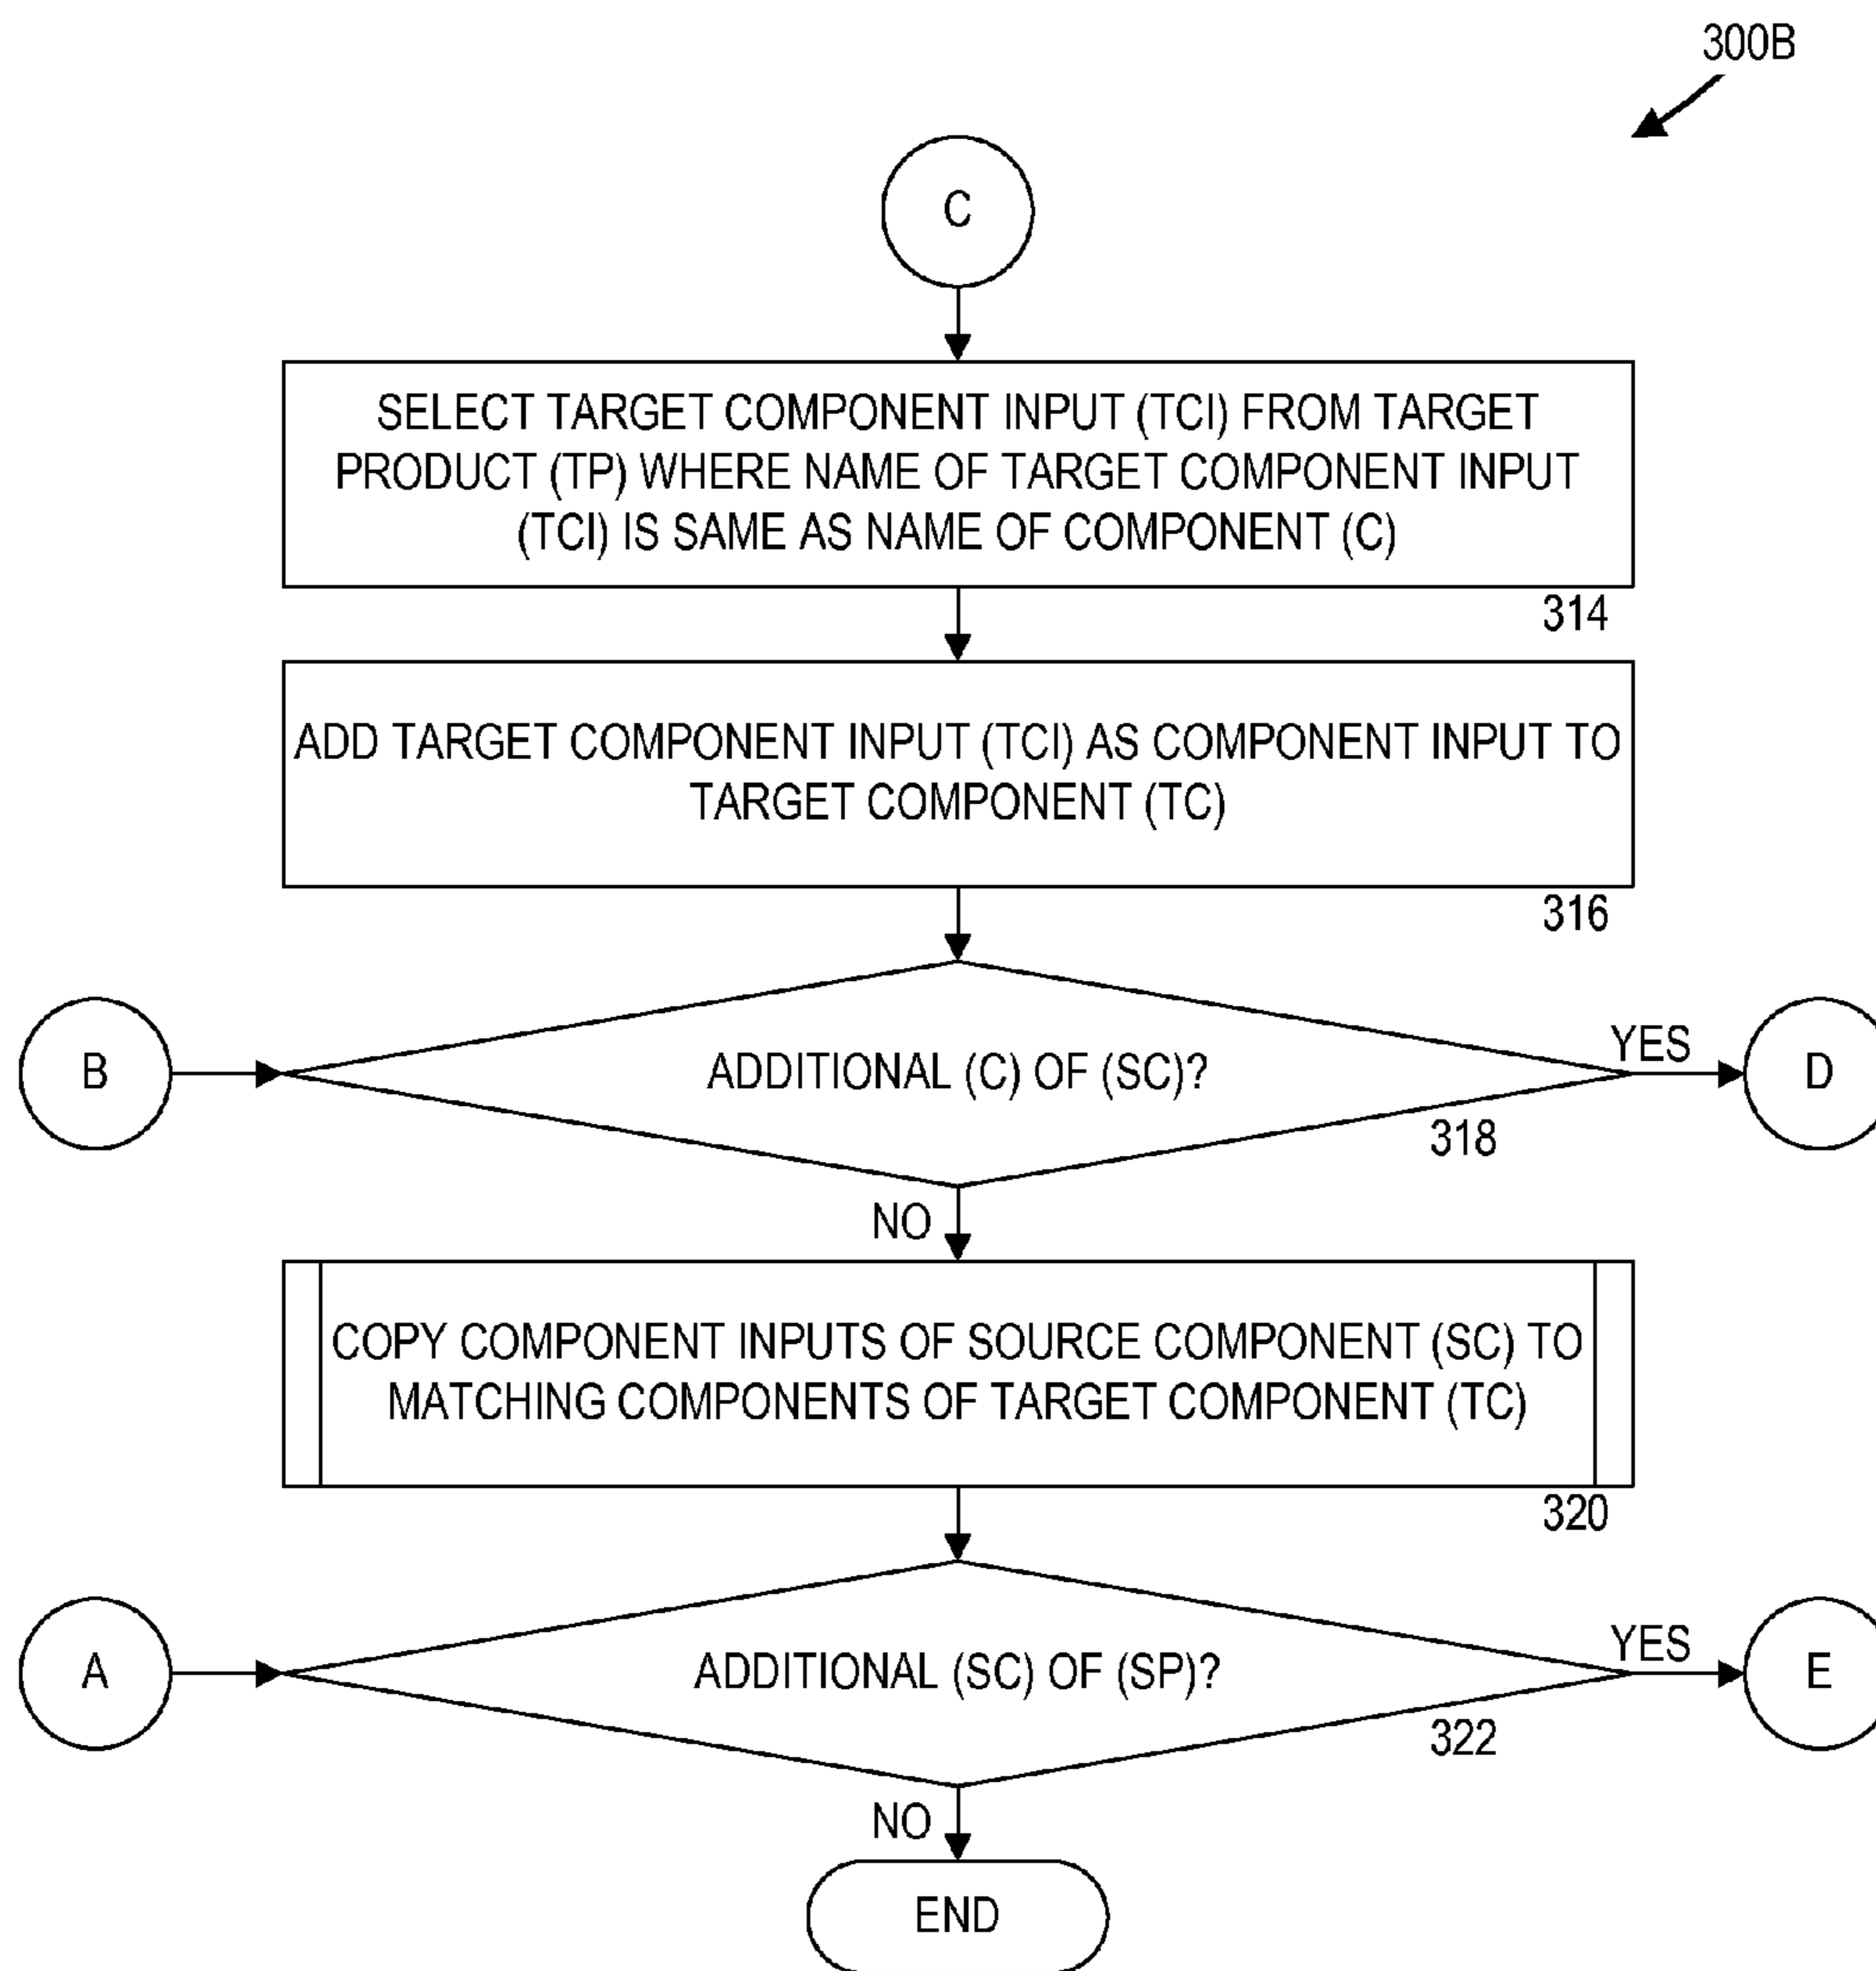 300B
C
SELECT TARGET COMPONENT INPUT (TCI) FROM TARGET
PRODUCT (TP) WHERE NAME OF TARGET COMPONENT INPUT
(TCI) IS SAME AS NAME OF COMPONENT (C)
314
ADD TARGET COMPONENT INPUT (TCI) AS COMPONENT INPUT TO
TARGET COMPONENT (TC)
316
B
ADDITIONAL (C) OF (SC)?
YES
D
318
NO
COPY COMPONENT INPUTS OF SOURCE COMPONENT (SC) TO
MATCHING COMPONENTS OF TARGET COMPONENT (TC)
320
A
ADDITIONAL (SC) OF (SP)?
YES
E
322
NO
END